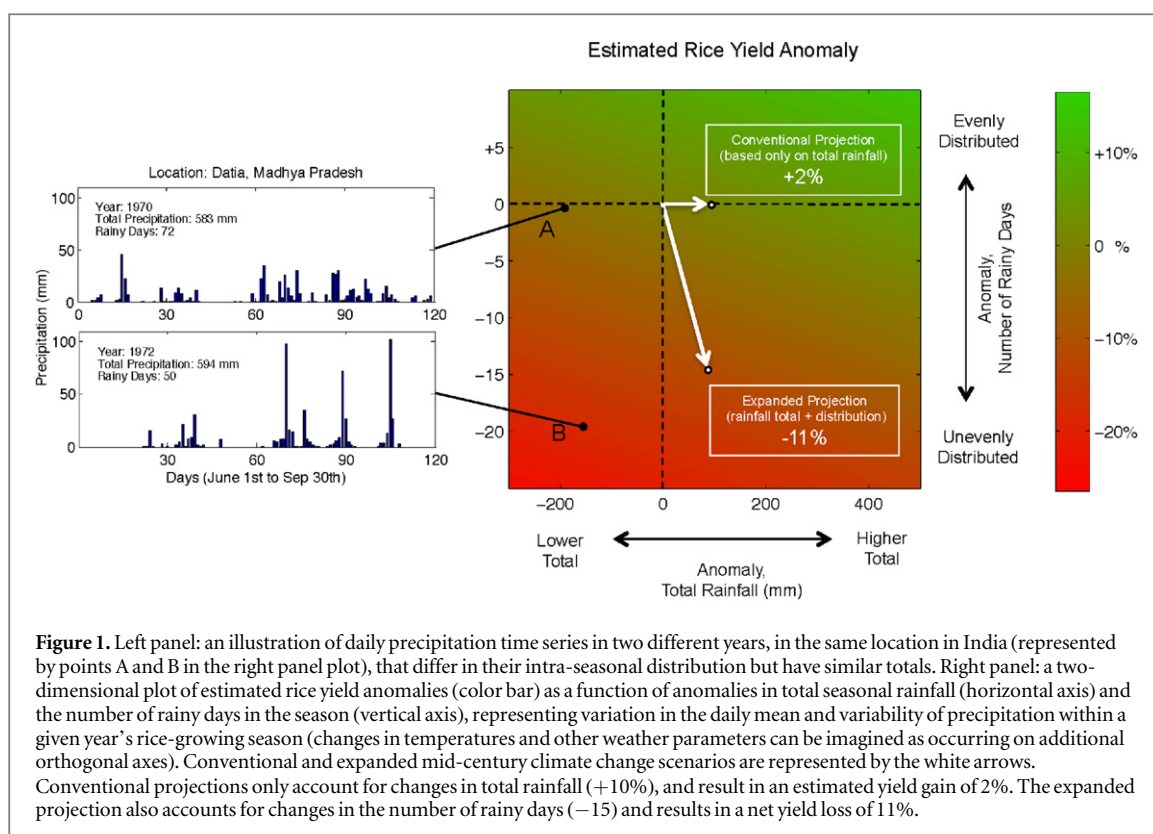 Estimated Rice Yield Anomaly
Location: Datia, Madhya Pradesh
Year: 1970
Total Precipitation: 583 mm
Rainy Days: 72
100
50
0
0
30
60
90
120
Year: 1972
Total Precipitation: 594 mm
Rainy Days: 50
100
50
0
30
60
90
120
Precipitation (mm)
Days (June 1st to Sep 30th)
+5
0
−5
−10
−15
−20
Conventional Projection
(based only on total rainfall)
+2%
A
B
Expanded Projection
(rainfall total + distribution)
-11%
−200
0
200
400
Lower
Total
Higher
Total
Anomaly,
Total Rainfall (mm)
Evenly
Distributed
Anomaly,
Number of Rainy Days
Unevenly
Distributed
+10%
0 %
−10%
−20%
Figure 1. Left panel: an illustration of daily precipitation time series in two different years, in the same location in India (represented
by points A and B in the right panel plot), that differ in their intra-seasonal distribution but have similar totals. Right panel: a two-
dimensional plot of estimated rice yield anomalies (color bar) as a function of anomalies in total seasonal rainfall (horizontal axis) and
the number of rainy days in the season (vertical axis), representing variation in the daily mean and variability of precipitation within a
given year's rice-growing season (changes in temperatures and other weather parameters can be imagined as occurring on additional
orthogonal axes). Conventional and expanded mid-century climate change scenarios are represented by the white arrows.
Conventional projections only account for changes in total rainfall (+10%), and result in an estimated yield gain of 2%. The expanded
projection also accounts for changes in the number of rainy days (−15) and results in a net yield loss of 11%.